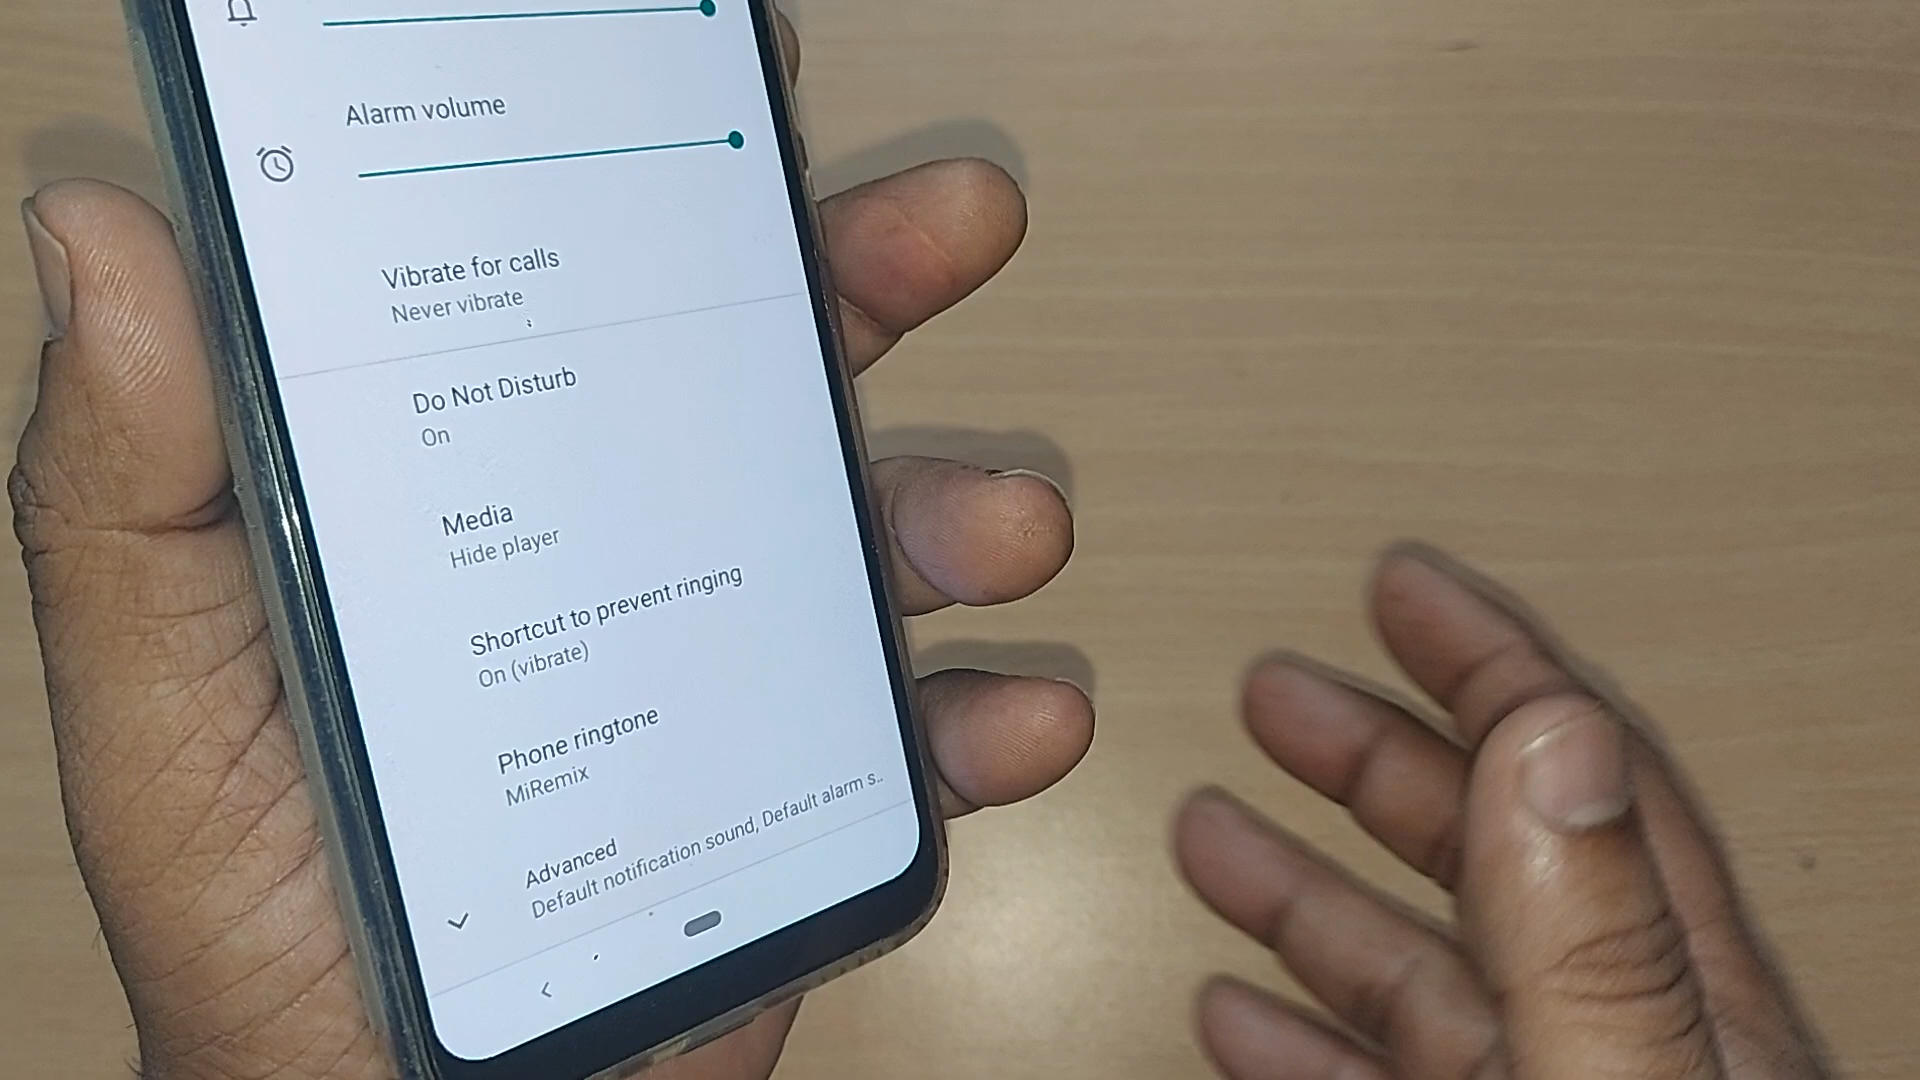 Alarm volume
Vibrate for calls
Never vibrate
Do Not Disturb
On
Media
Hide player
Shortcut to prevent ringing
On (vibrate)
Phone ringtone
MiRemix
Advanced
Default notification sound, Default alarm s..